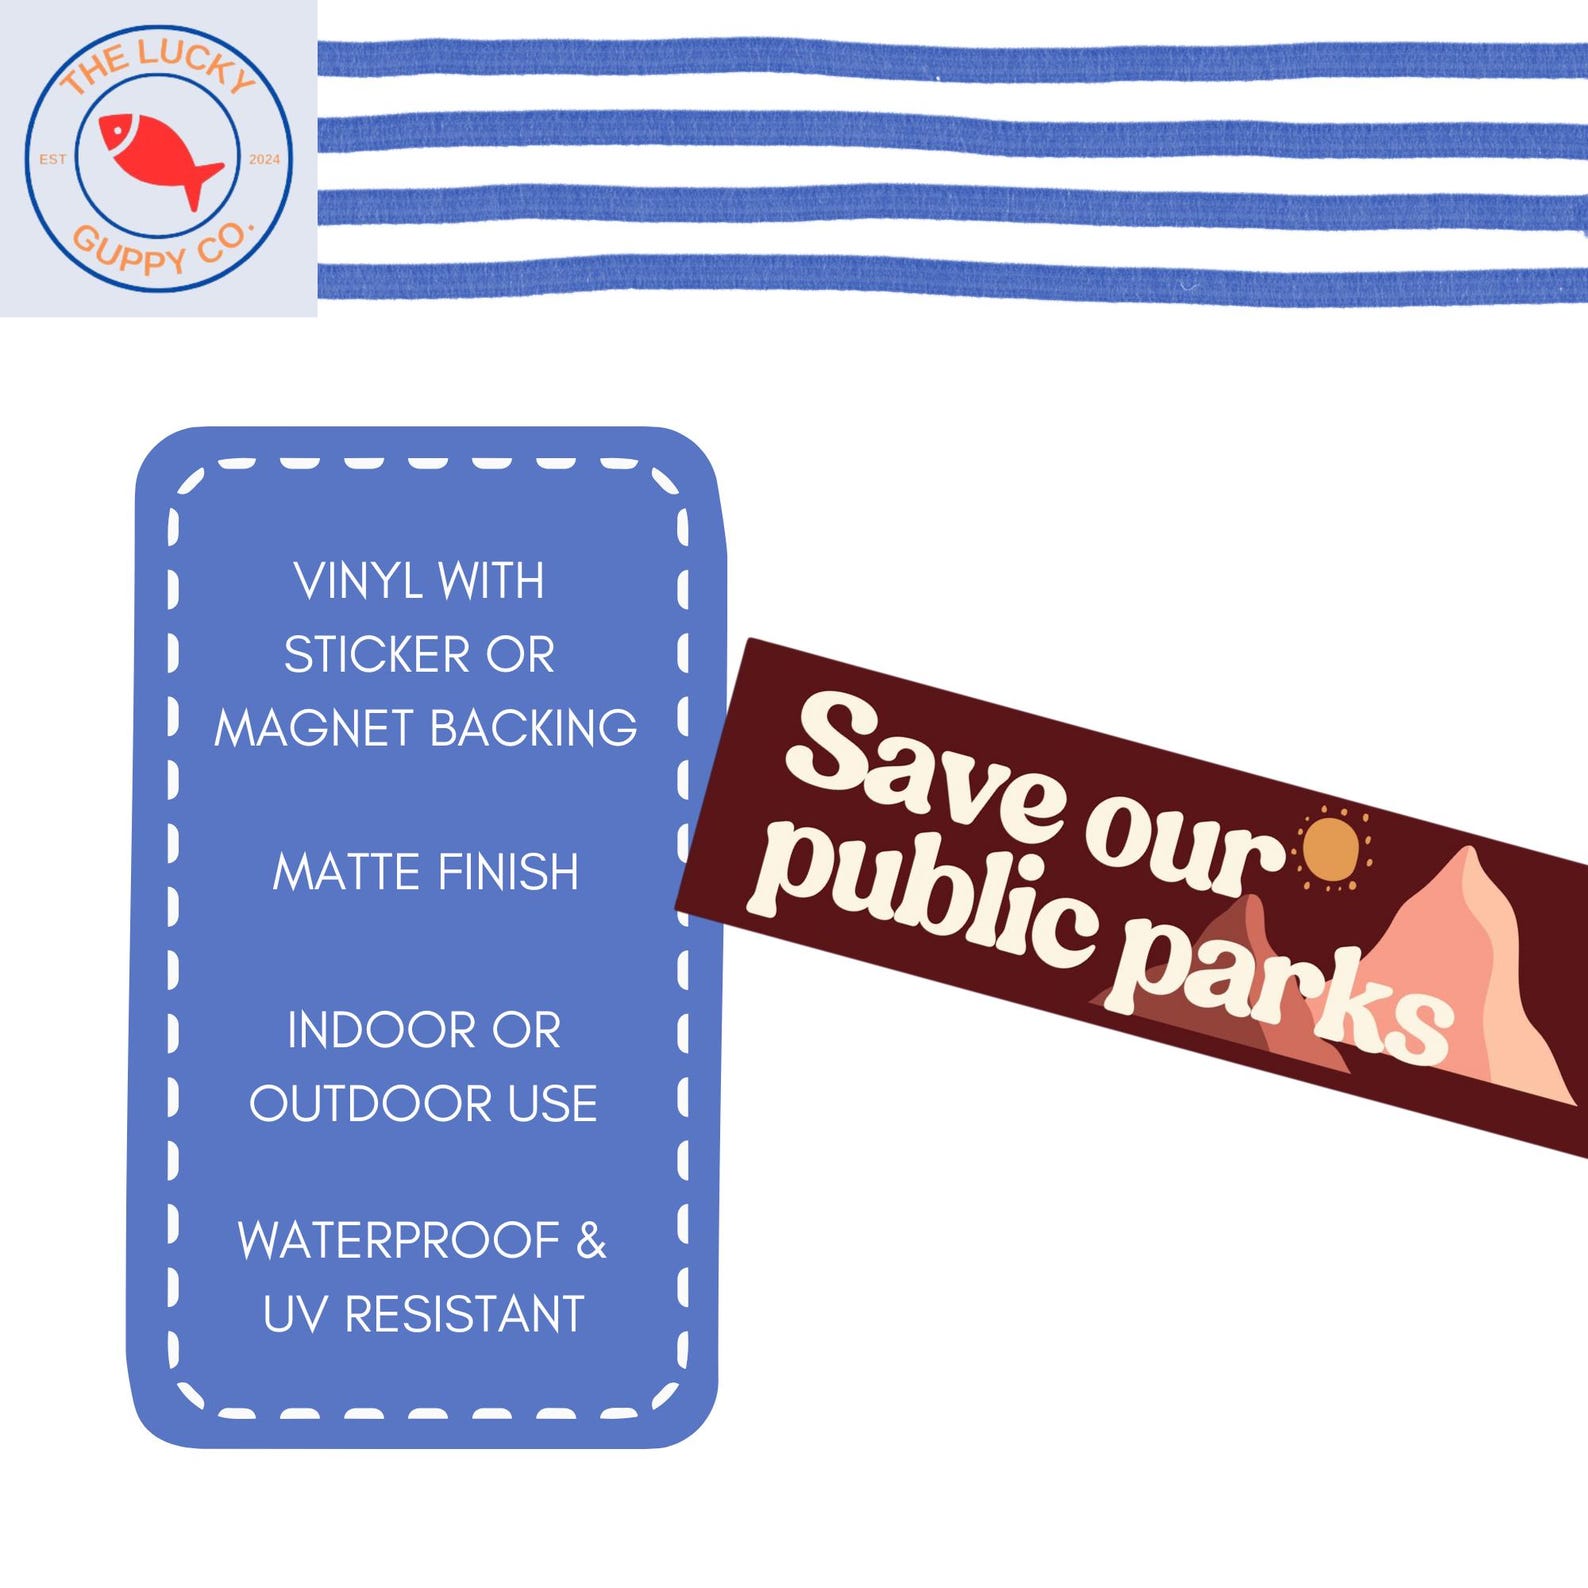 THE LUCKY
EST 2024
GUPPY CO.
VINYL WITH
STICKER OR
MAGNET BACKING
MATTE FINISH
INDOOR OR
OUTDOOR USE
WATERPROOF &
UV RESISTANT
Save our
public parks